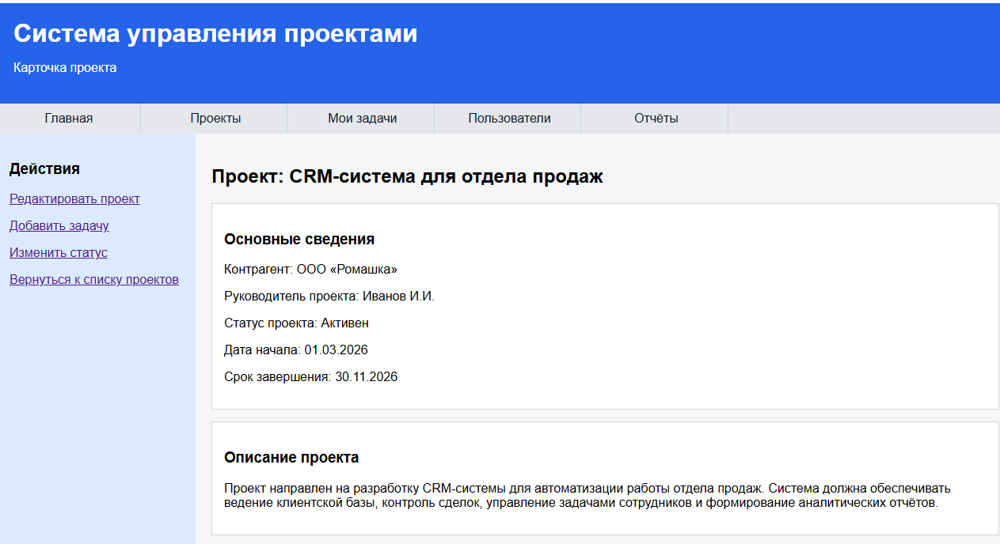 Система управления проектами
Карточка проекта
Главная
Проекты
Мои задачи
Пользователи
Отчёты
Действия
Редактировать проект
Добавить задачу
Изменить статус
Вернуться к списку проектов
Проект: CRM-система для отдела продаж
Основные сведения
Контрагент: ООО «Ромашка»
Руководитель проекта: Иванов И.И.
Статус проекта: Активен
Дата начала: 01.03.2026
Срок завершения: 30.11.2026
Описание проекта
Проект направлен на разработку CRM-системы для автоматизации работы отдела продаж. Система должна обеспечивать
ведение клиентской базы, контроль сделок, управление задачами сотрудников и формирование аналитических отчётов.